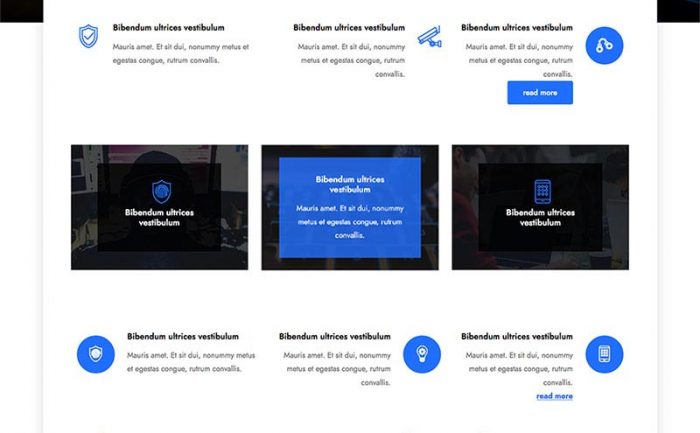 Bibendum ultrices vestibulum
Mauris amet. Et sit dui, nonummy metus et
egestas congue, rutrum convallis.
Bibendum ultrices vestibulum
Mauris amet. Et sit dui, nonummy
metus et egestas congue, rutrum
convallis.
Bibendum ultrices vestibulum
Mauris amet. Et sit dui, nonummy
metus et egestas congue, rutrum
convallis.
read more
Bibendum ultrices
vestibulum
Bibendum ultrices
vestibulum
Mauris amet. Et sit dui, nonummy
metus et egestas congue, rutrum
convallis.
Bibendum ultrices
vestibulum
Bibendum ultrices vestibulum
Mauris amet. Et sit dui, nonummy metus
et egestas congue, rutrum convallis.
Bibendum ultrices vestibulum
Mauris amet. Et sit dui, nonummy
metus et egestas congue, rutrum
convallis.
Bibendum ultrices vestibulum
Mauris amet. Et sit dui, nonummy
metus et egestas congue, rutrum
convallis.
read more